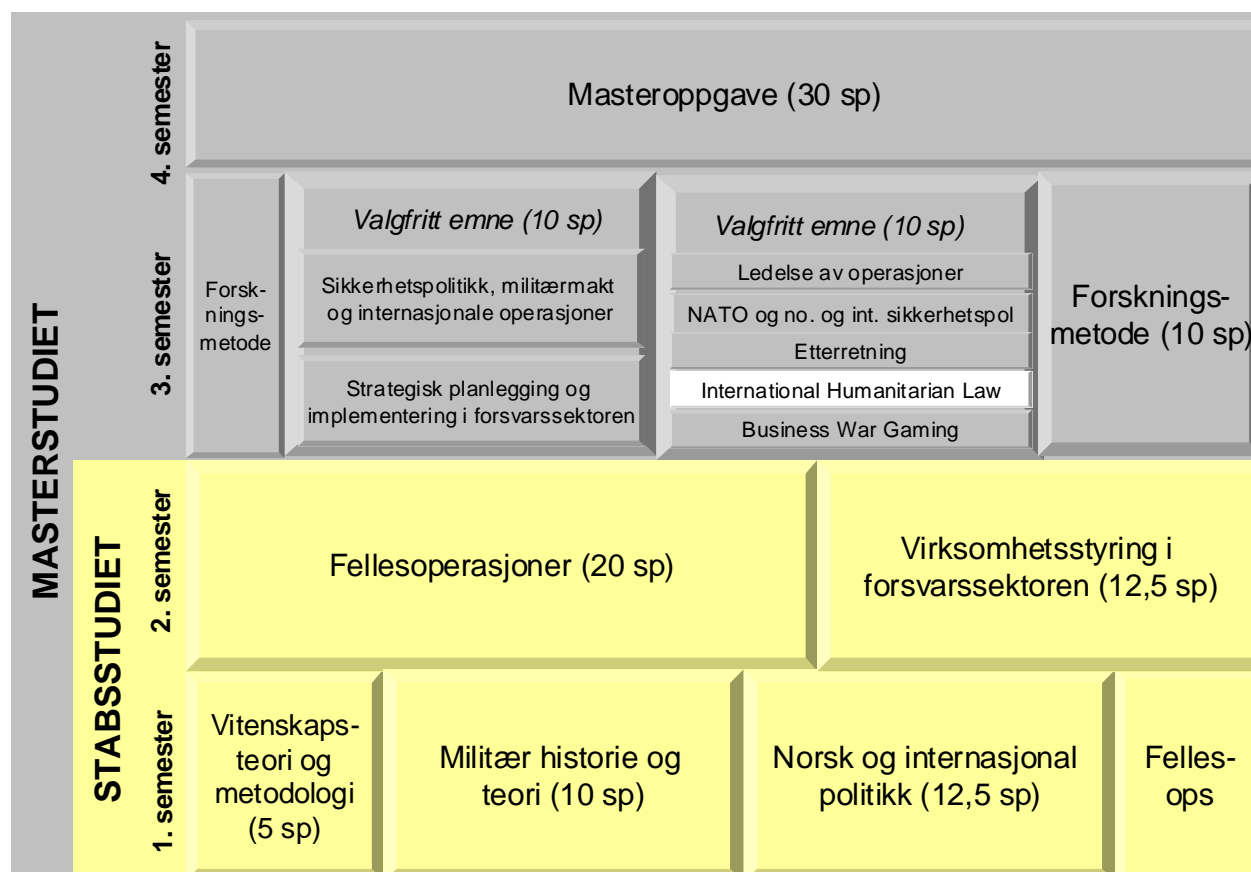 MASTERSTUDIET
STABSSTUDIET
4. semester
Masteroppgave (30 sp)
3. semester
Forsk-
nings-
metode
Valgfritt emne (10 sp)
Sikkerhetspolitikk, militærmakt
og internasjonale operasjoner
Strategisk planlegging og
implementering i forsvarssektoren
Valgfritt emne (10 sp)
Ledelse av operasjoner
NATO og no. og int. sikkerhetspol
Etterretning
International Humanitarian Law
Business War Gaming
Forsknings-
metode (10 sp)
2. semester
Fellesoperasjoner (20 sp)
Virksomhetsstyring i
forsvarssektoren (12,5 sp)
1. semester
Vitenskaps-
teori og
metodologi
(5 sp)
Militær historie og
teori (10 sp)
Norsk og internasjonal
politikk (12,5 sp)
Felles-
ops